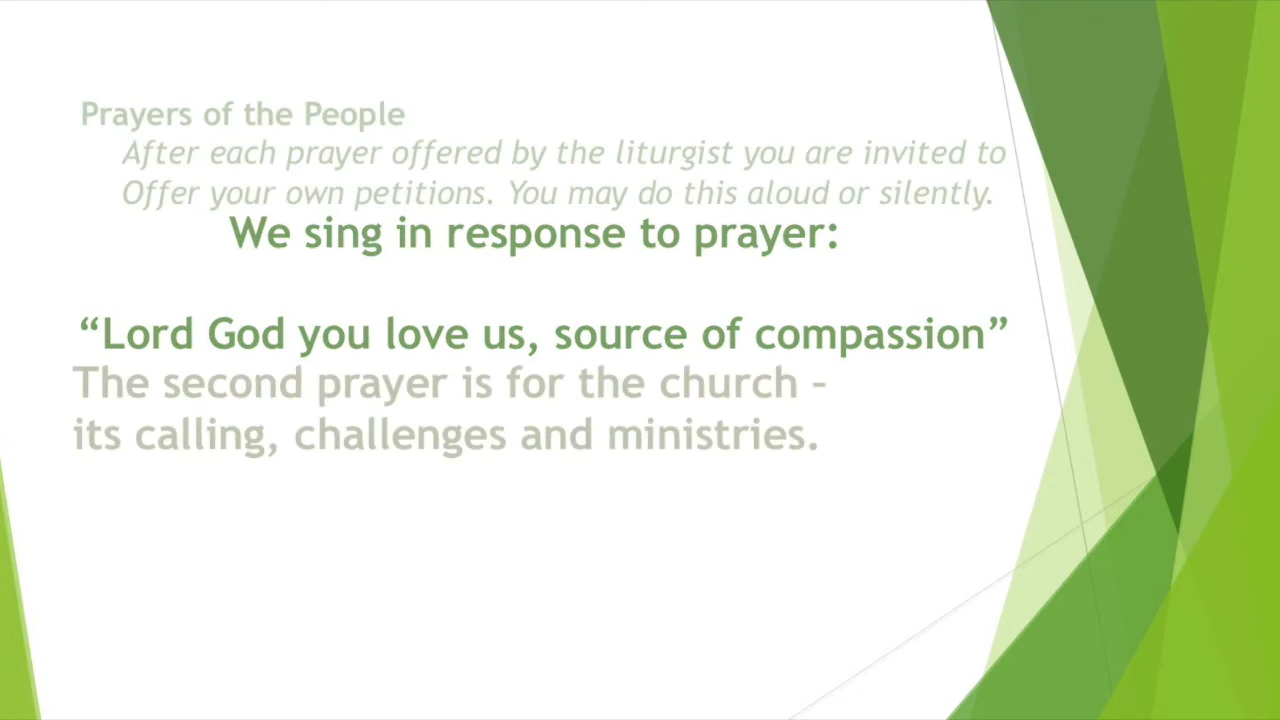 Prayers of the People
After each prayer offered by the liturgist you are invited to
Offer your own petitions. You may do this aloud or silently.
We sing in response to prayer:
“Lord God you love us, source of compassion”
The second prayer is for the church –
its calling, challenges and ministries.